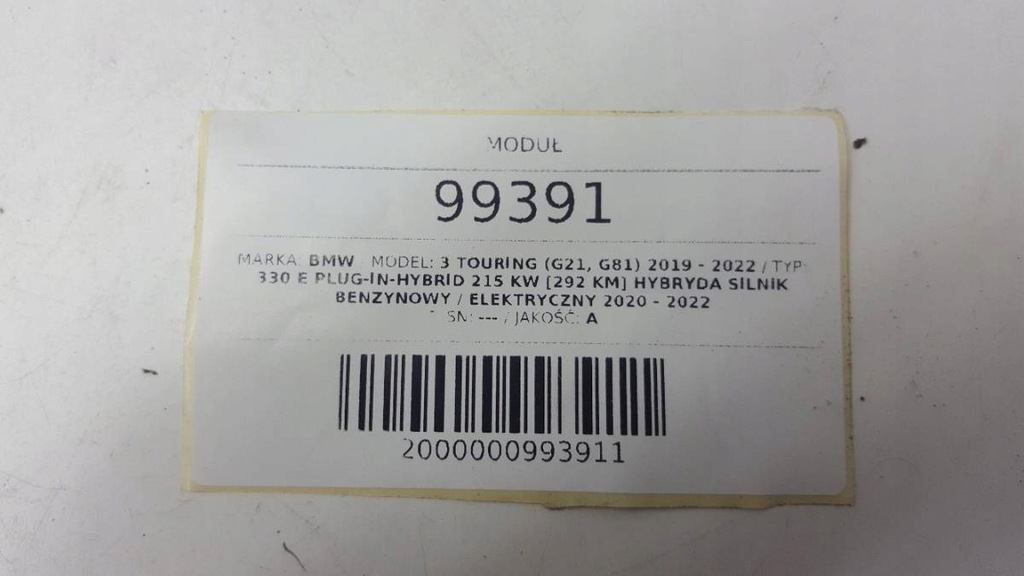 MODUŁ
99391
MARKA: BMW / MODEL: 3 TOURING (G21, G81) 2019 - 2022 / TYP:
330 E PLUG-IN-HYBRID 215 KW [292 KM] HYBRYDA SILNIK
BENZYNOWY / ELEKTRYCZNY 2020 - 2022
SN: --- / JAKOŚĆ: A
2000000993911